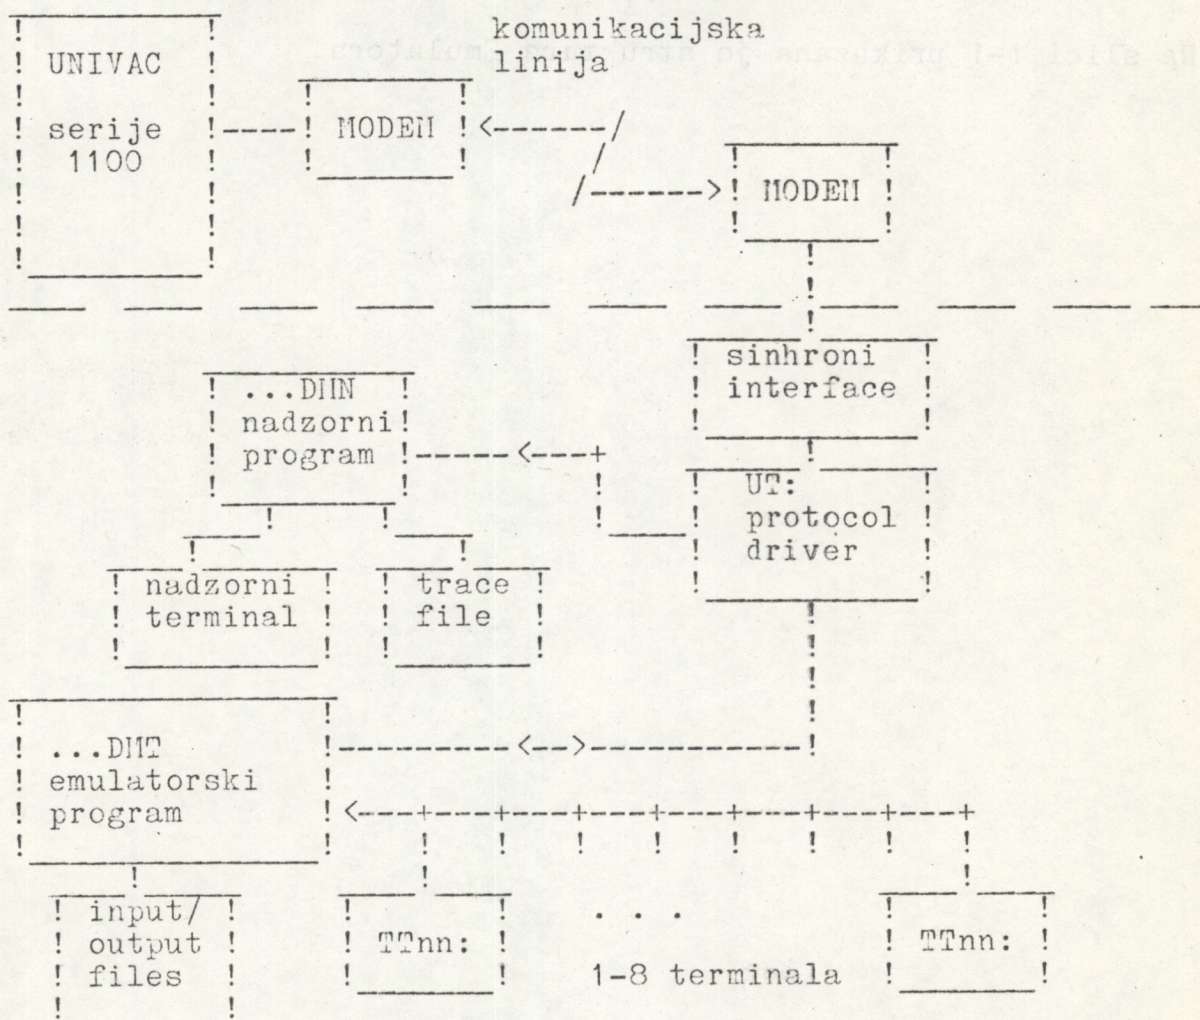 komunikacijska
linija
UNIVAC
serije
1100
MODEM
MODEM
sinhroni
interface
...DMN
nadzorni
program
UT:
protocol
driver
nadzorni
terminal
trace
file
...DMT
emulatorski
program
input/
output
files
TTnn:
. . .
1-8 terminala
TTnn: